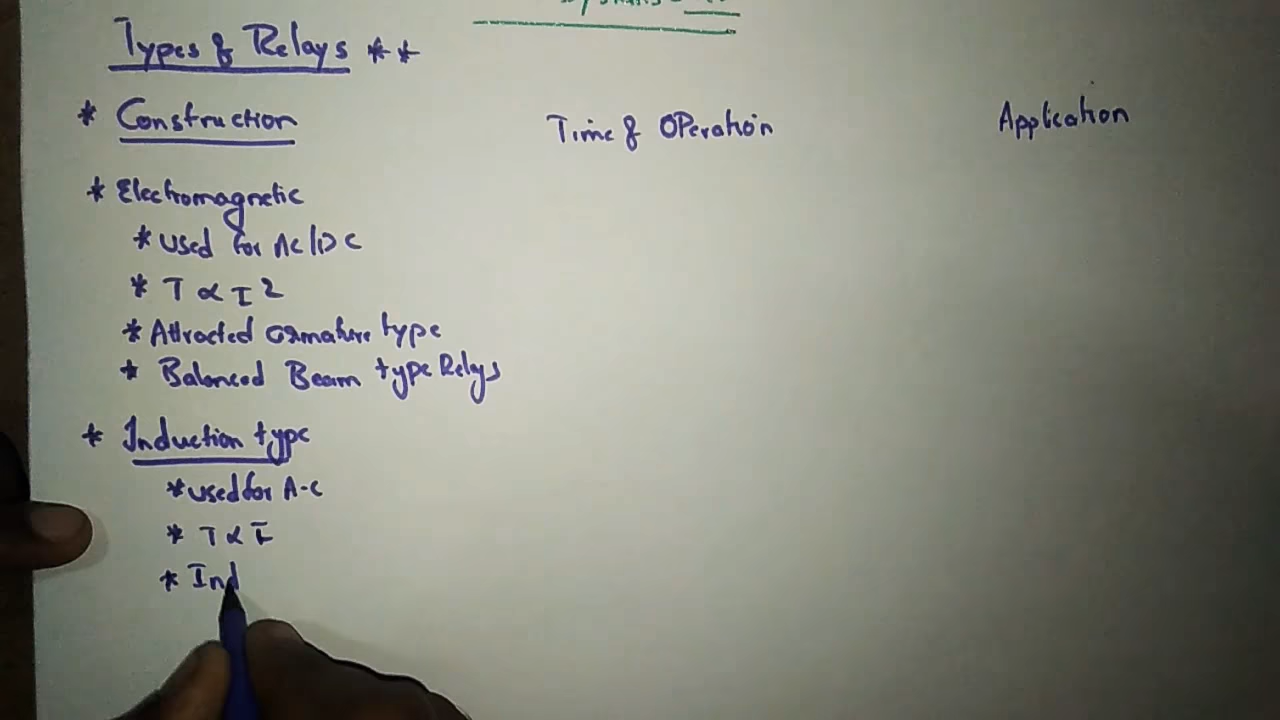 Types of Relays **
* Construction
Time of Operation
Application
* Electromagnetic
* Used for AC/DC
* T ∝ I²
* Attracted armature type
* Balanced Beam type Relys
* Induction type
* used for A-C
* T ∝ I
* Ind